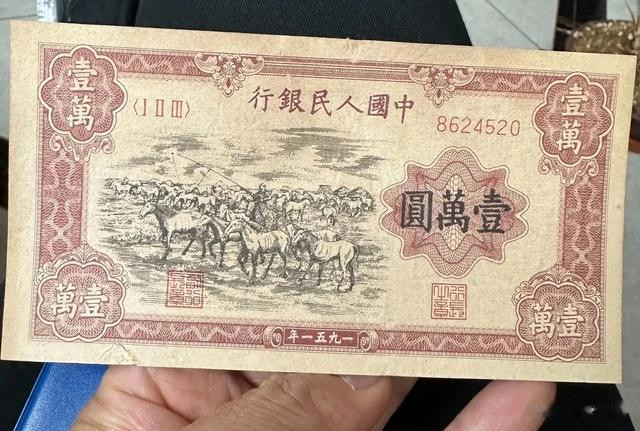 壹萬
中國人民銀行
壹萬
〈I II III〉
8624520
壹萬圓
壹萬
一九五一年
壹萬